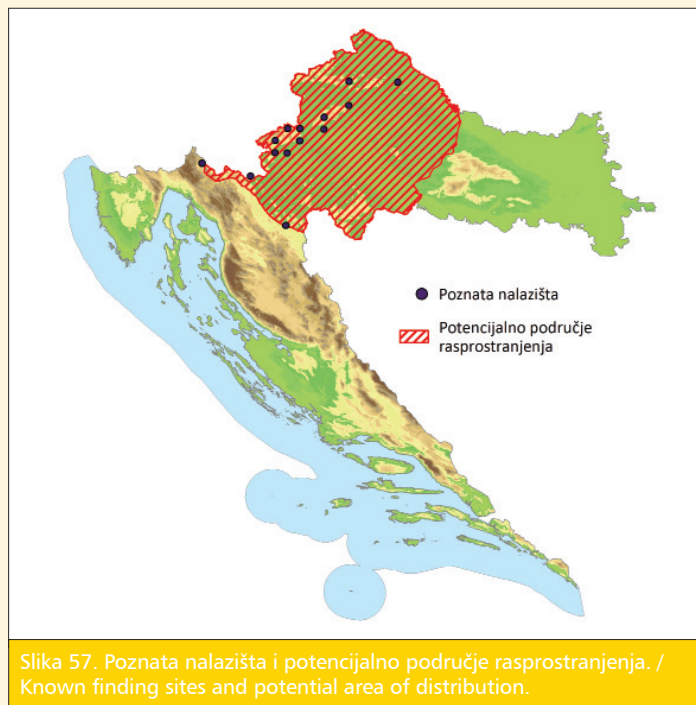 Poznata nalazišta
Potencijalno područje
rasprostranjenja
Slika 57. Poznata nalazišta i potencijalno područje rasprostranjenja. /
Known finding sites and potential area of distribution.